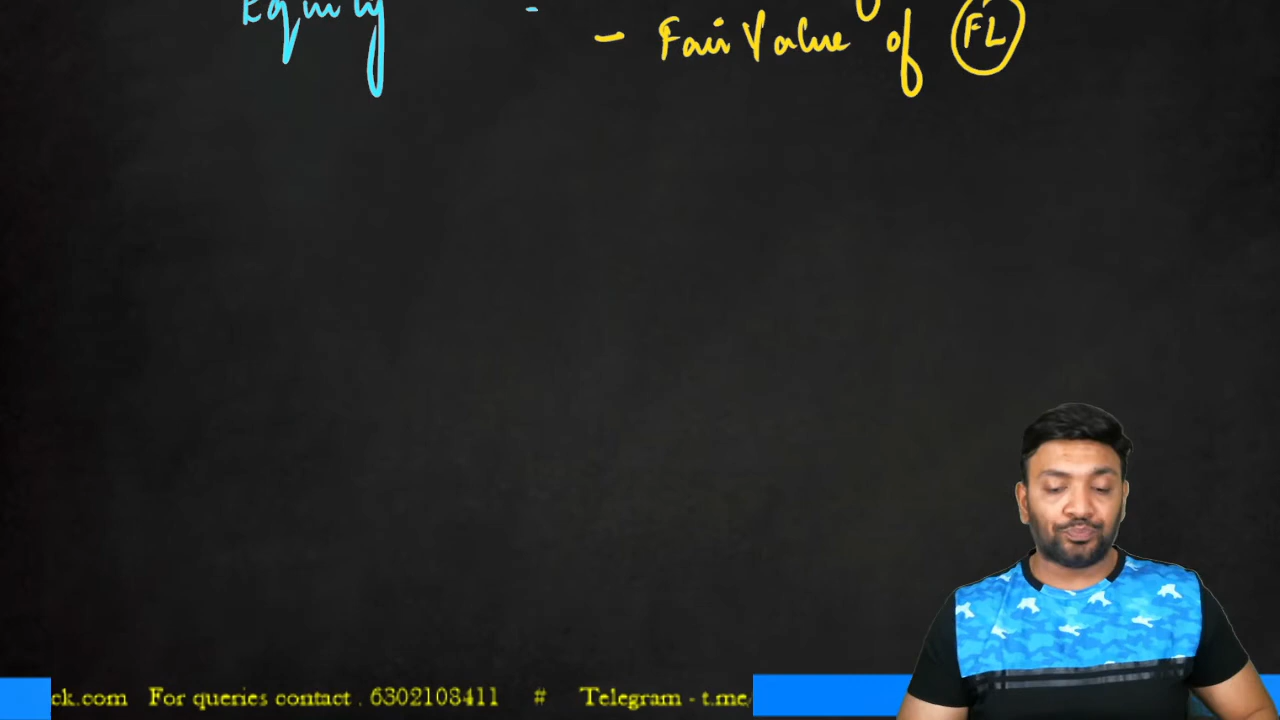 Equity =
- Fair Value of FL
ck.com For queries contact . 6302108411 # Telegram - t.me/